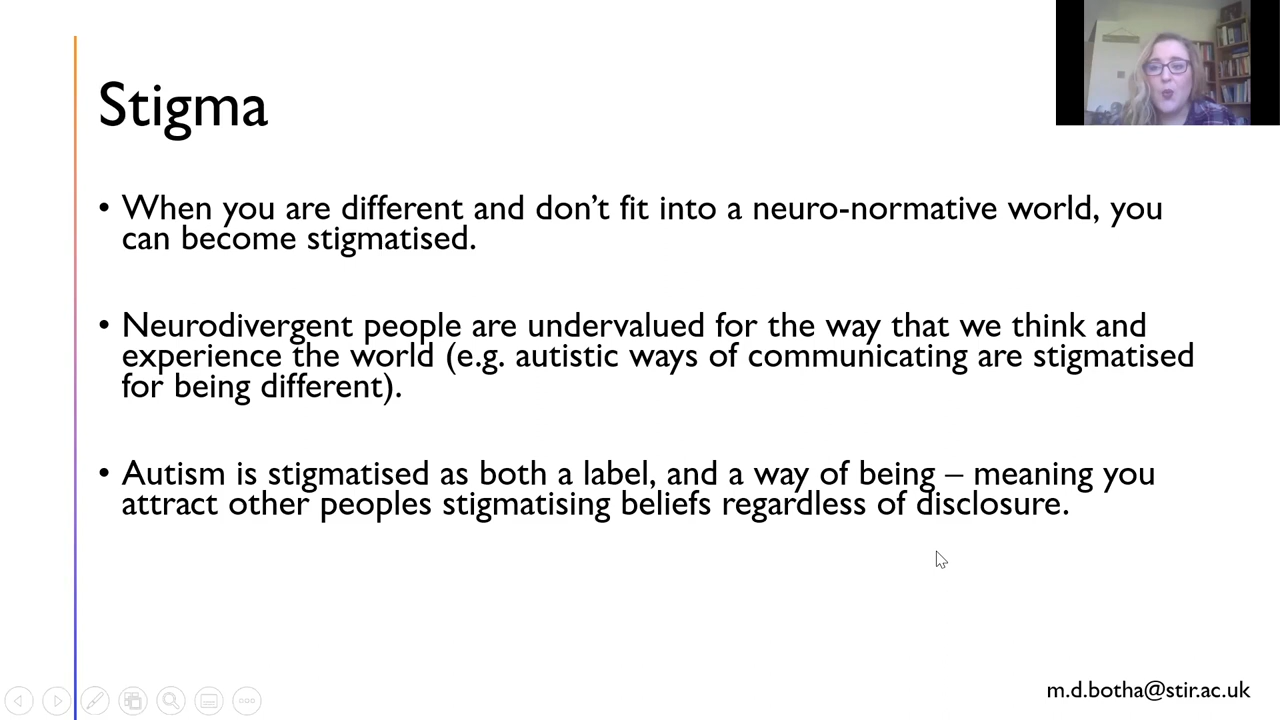 Stigma
• When you are different and don’t fit into a neuro-normative world, you
can become stigmatised.
• Neurodivergent people are undervalued for the way that we think and
experience the world (e.g. autistic ways of communicating are stigmatised
for being different).
• Autism is stigmatised as both a label, and a way of being – meaning you
attract other peoples stigmatising beliefs regardless of disclosure.
m.d.botha@stir.ac.uk